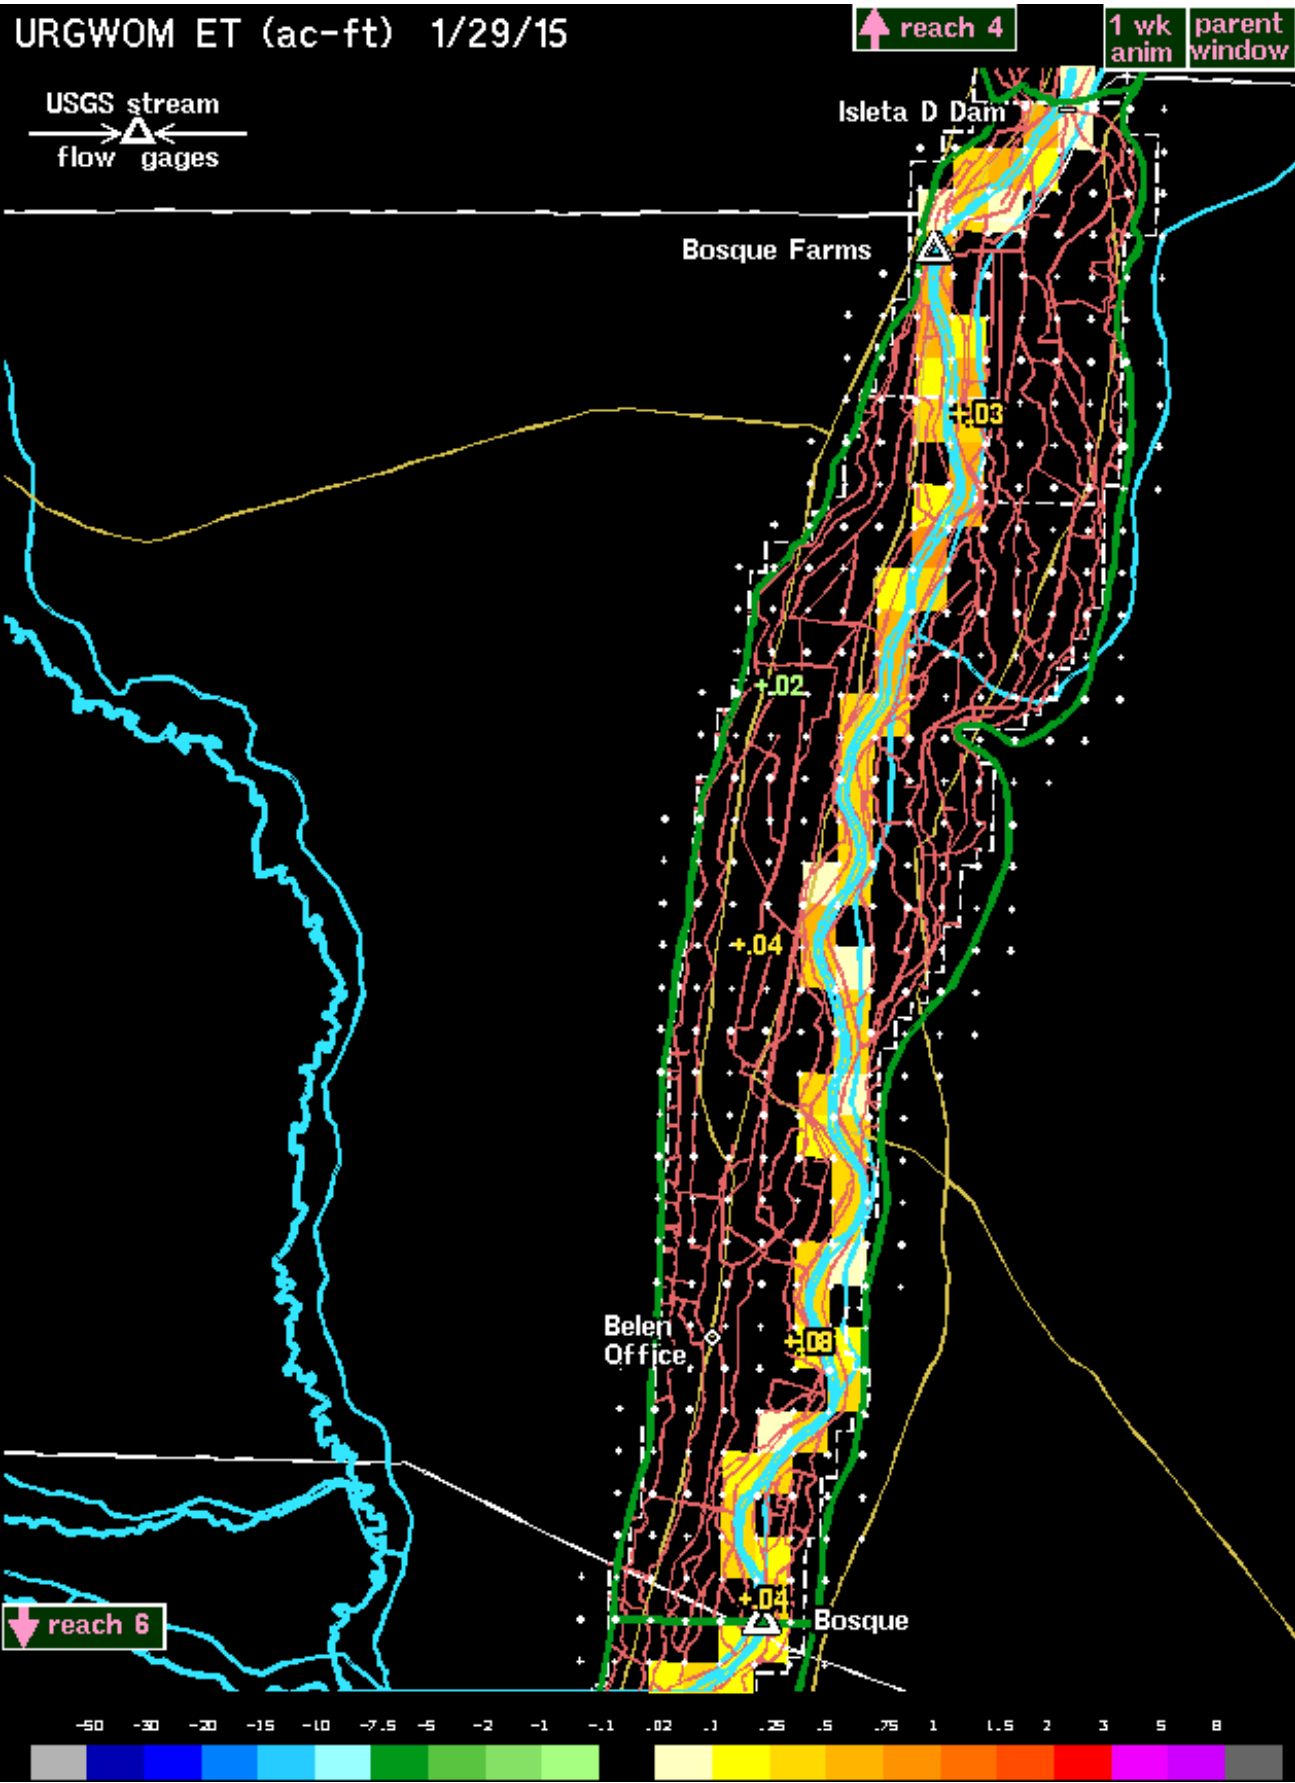 URGWOM ET (ac-ft) 1/29/15
reach 4
1 wk
anim
parent
window
USGS stream
flow gages
Isleta D Dam
Bosque Farms
+.03
+.02
+.04
Belen
Office
+.08
+.04
Bosque
reach 6
-50 -30 -20 -15 -10 -7.5 -5 -2 -1 -.1 .02 .1 .25 .5 .75 1 1.5 2 3 5 8